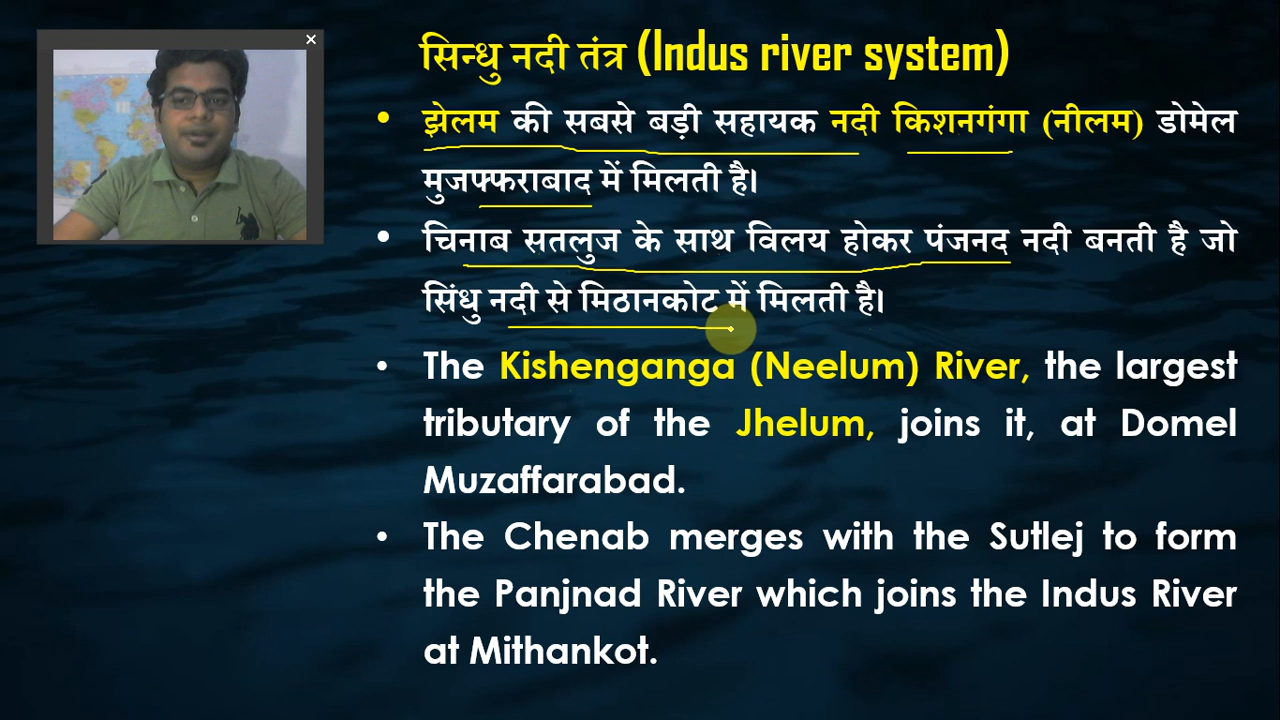 सिन्धु नदी तंत्र (Indus river system)
• झेलम की सबसे बड़ी सहायक नदी किशनगंगा (नीलम) डोमेल
मुजफ्फराबाद में मिलती है।
• चिनाब सतलुज के साथ विलय होकर पंजनद नदी बनती है जो
सिंधु नदी से मिठानकोट में मिलती है।
• The Kishenganga (Neelum) River, the largest
tributary of the Jhelum, joins it, at Domel
Muzaffarabad.
• The Chenab merges with the Sutlej to form
the Panjnad River which joins the Indus River
at Mithankot.